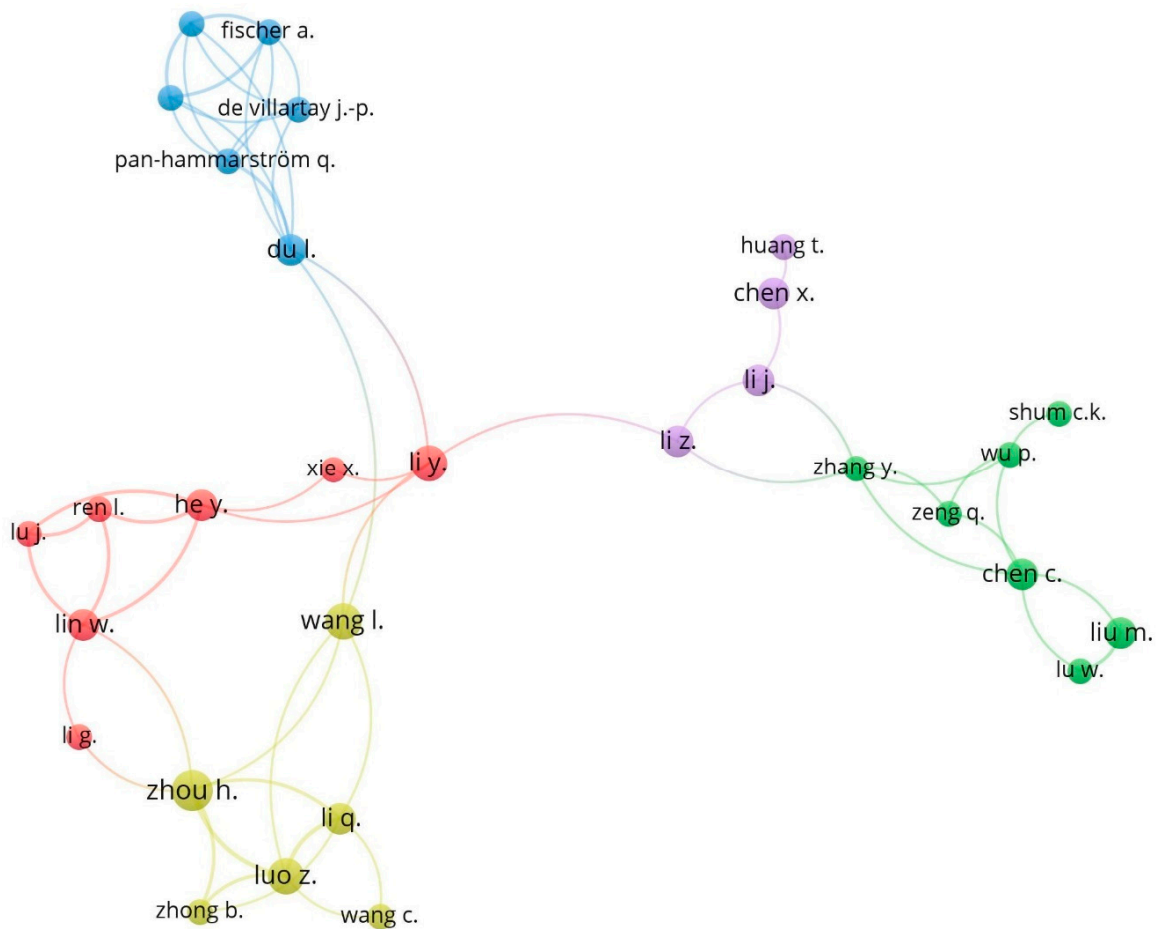 fischer a.
de villartay j.-p.
pan-hammarström q.
du l.
huang t.
chen x.
li j.
shum c.k.
li z.
wu p.
zhang y.
li y.
xie x.
he y.
ren l.
lu j.
zeng q.
chen c.
lin w.
wang l.
liu m.
lu w.
li g.
zhou h.
li q.
luo z.
zhong b.
wang c.